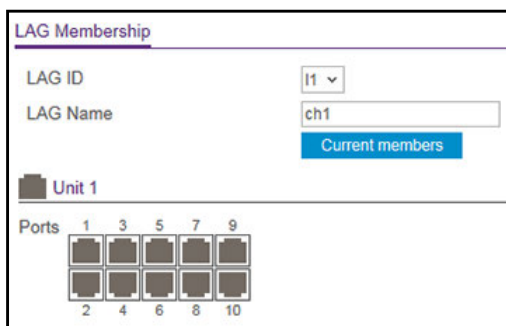 LAG Membership
LAG ID l1
LAG Name ch1
Current members
Unit 1
Ports 1 3 5 7 9
2 4 6 8 10